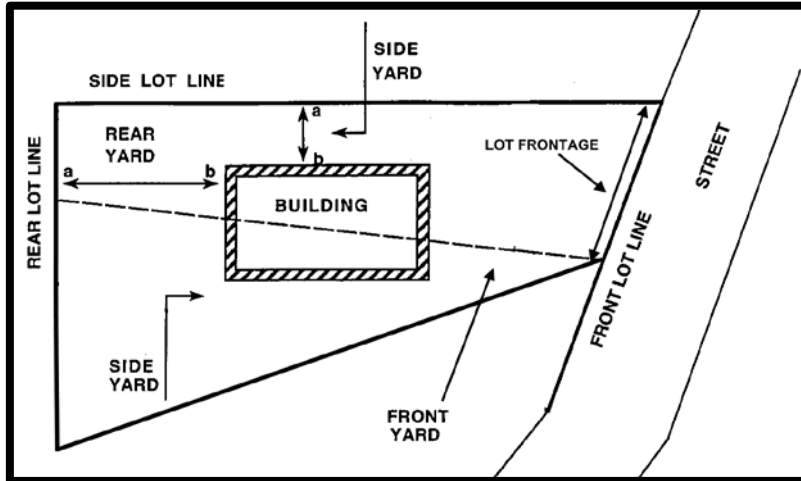 SIDE
YARD
SIDE LOT LINE
a
REAR
YARD
LOT FRONTAGE
STREET
REAR LOT LINE
a
b
b
BUILDING
FRONT LOT LINE
SIDE
YARD
FRONT
YARD